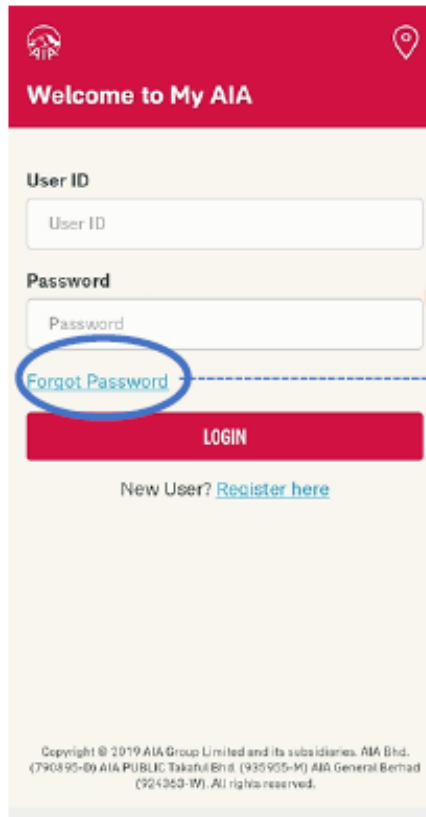 AIA
Welcome to My AIA
User ID
User ID
Password
Password
Forgot Password
LOGIN
New User? Register here
Copyright © 2019 AIA Group Limited and its subsidiaries. AIA Bhd.
(790895-D) AIA PUBLIC Takaful Bhd. (935955-M) AIA General Berhad
(924363-W). All rights reserved.